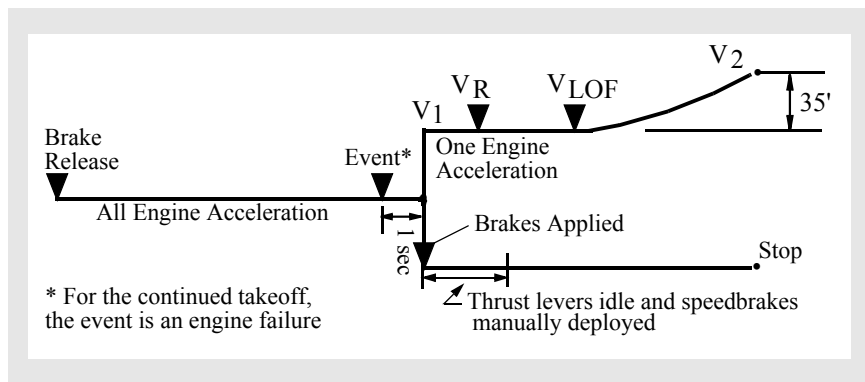 V2
VR
VLOF
35'
V1
Brake
Release
Event*
One Engine
Acceleration
All Engine Acceleration
1 sec
Brakes Applied
Stop
* For the continued takeoff,
the event is an engine failure
Thrust levers idle and speedbrakes
manually deployed